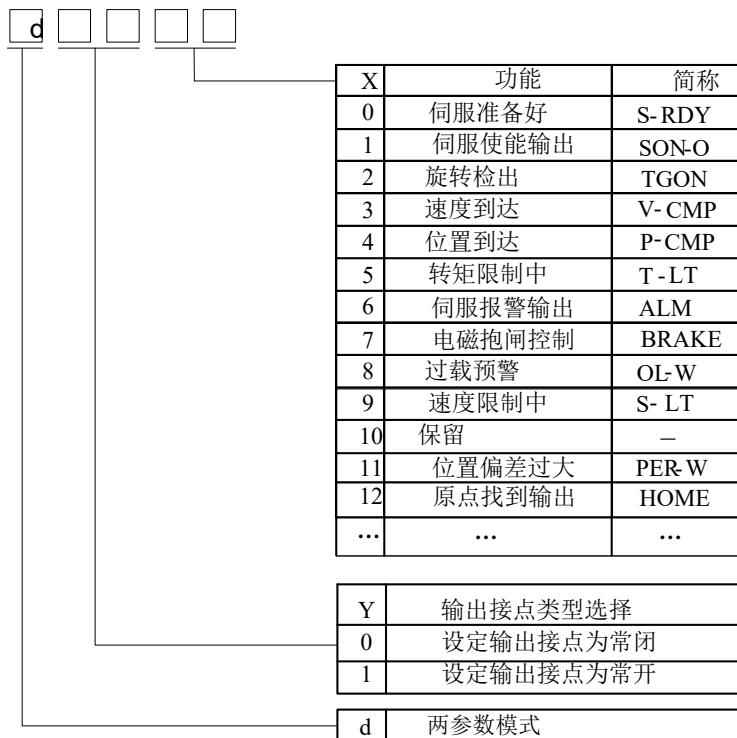 d
X 功能 简称
0 伺服准备好 S-RDY
1 伺服使能输出 SON-O
2 旋转检出 TGON
3 速度到达 V-CMP
4 位置到达 P-CMP
5 转矩限制中 T-LT
6 伺服报警输出 ALM
7 电磁抱闸控制 BRAKE
8 过载预警 OL-W
9 速度限制中 S-LT
10 保留 –
11 位置偏差过大 PER-W
12 原点找到输出 HOME
... ... ...
Y 输出接点类型选择
0 设定输出接点为常闭
1 设定输出接点为常开
d 两参数模式